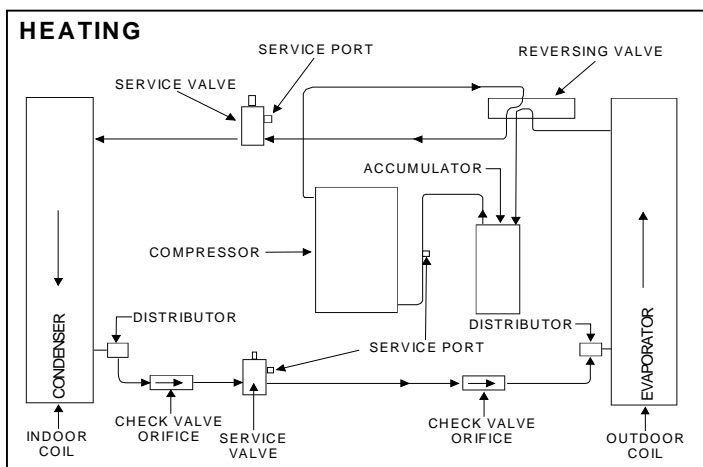 HEATING
SERVICE PORT
REVERSING VALVE
SERVICE VALVE
ACCUMULATOR
COMPRESSOR
CONDENSER
EVAPORATOR
DISTRIBUTOR
DISTRIBUTOR
SERVICE PORT
INDOOR
COIL
CHECK VALVE
ORIFICE
SERVICE
VALVE
CHECK VALVE
ORIFICE
OUTDOOR
COIL